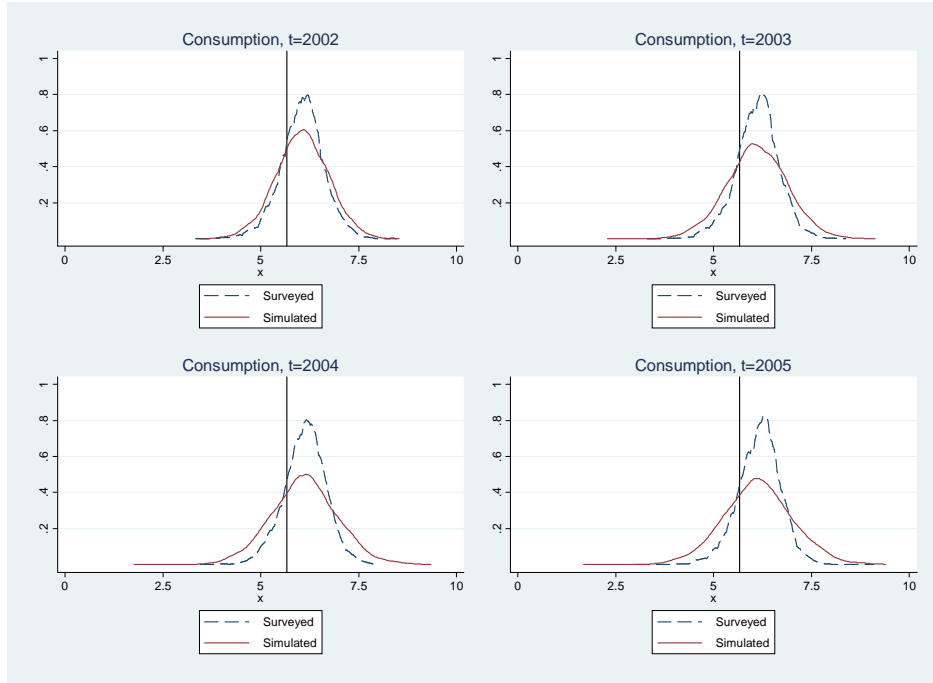 Consumption, t=2002
1
.8
.6
.4
.2
0 2.5 5 7.5 10
x
Surveyed
Simulated
Consumption, t=2003
1
.8
.6
.4
.2
0 2.5 5 7.5 10
x
Surveyed
Simulated
Consumption, t=2004
1
.8
.6
.4
.2
0 2.5 5 7.5 10
x
Surveyed
Simulated
Consumption, t=2005
1
.8
.6
.4
.2
0 2.5 5 7.5 10
x
Surveyed
Simulated